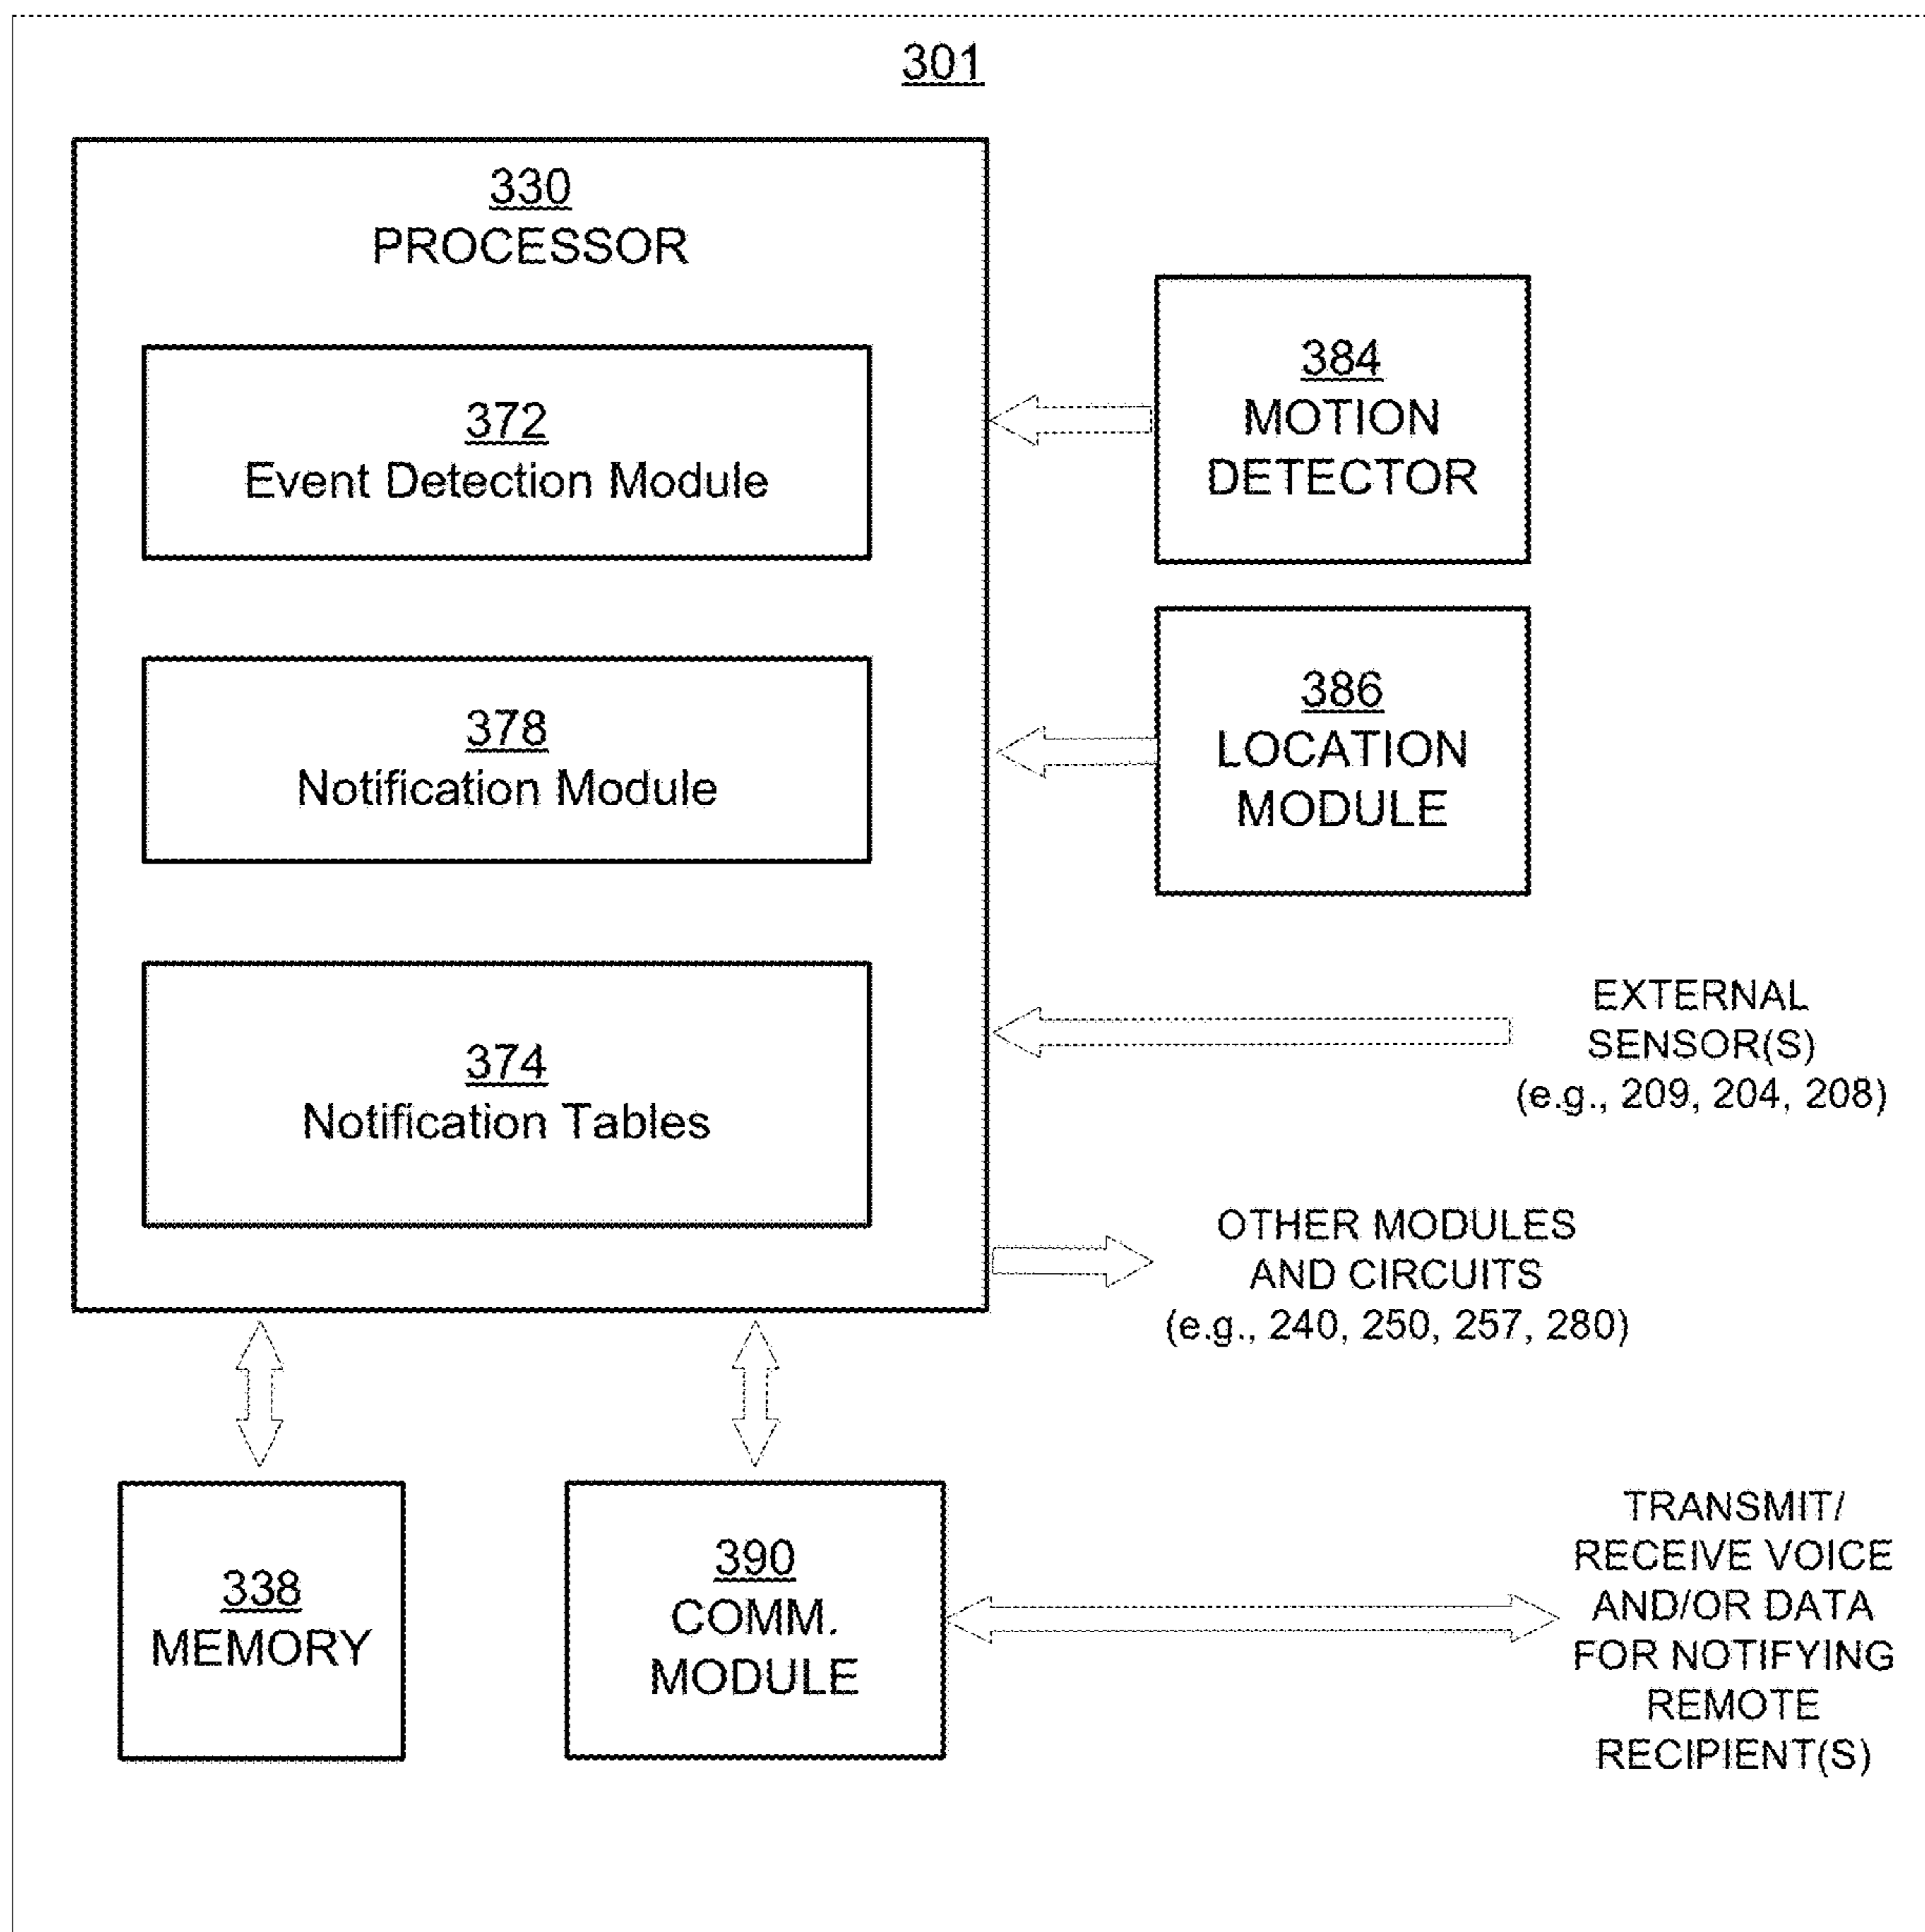 301
330
PROCESSOR
372
Event Detection Module
378
Notification Module
374
Notification Tables
384
MOTION
DETECTOR
386
LOCATION
MODULE
EXTERNAL
SENSOR(S)
(e.g., 209, 204, 208)
OTHER MODULES
AND CIRCUITS
(e.g., 240, 250, 257, 280)
338
MEMORY
390
COMM.
MODULE
TRANSMIT/
RECEIVE VOICE
AND/OR DATA
FOR NOTIFYING
REMOTE
RECIPIENT(S)